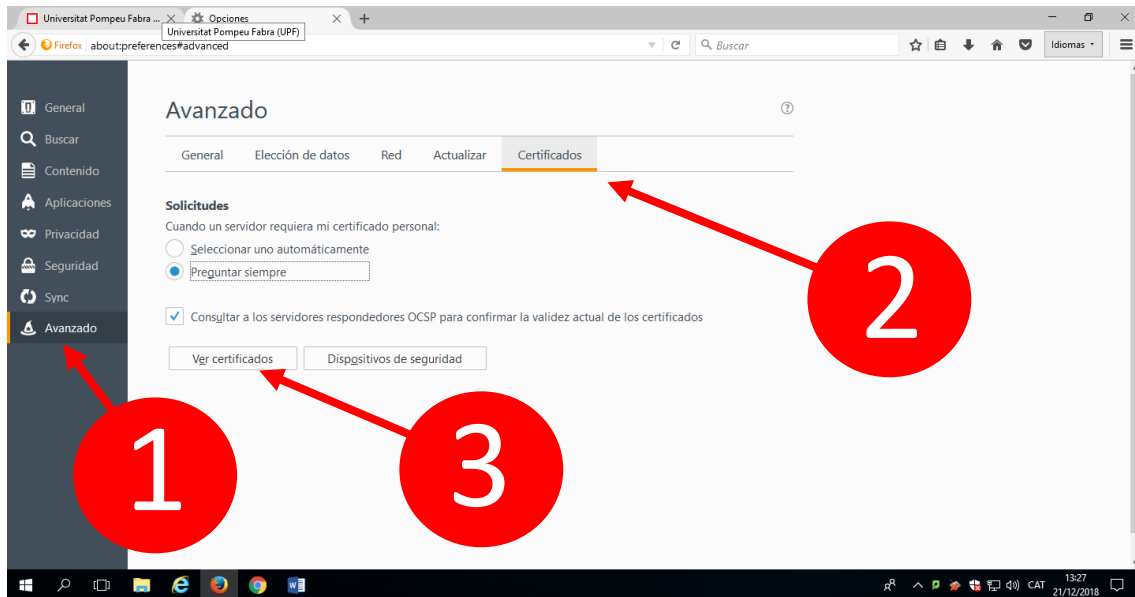 Universitat Pompeu Fabra ...
Opciones
Universitat Pompeu Fabra (UPF)
Firefox about:preferences#advanced
Buscar
Idiomas
General
Buscar
Contenido
Aplicaciones
Privacidad
Seguridad
Sync
Avanzado
Avanzado
?
General Elección de datos Red Actualizar Certificados
Solicitudes
Cuando un servidor requiera mi certificado personal:
Seleccionar uno automáticamente
Preguntar siempre
Consultar a los servidores respondedores OCSP para confirmar la validez actual de los certificados
Ver certificados Dispositivos de seguridad
1
2
3
CAT
13:27
21/12/2018